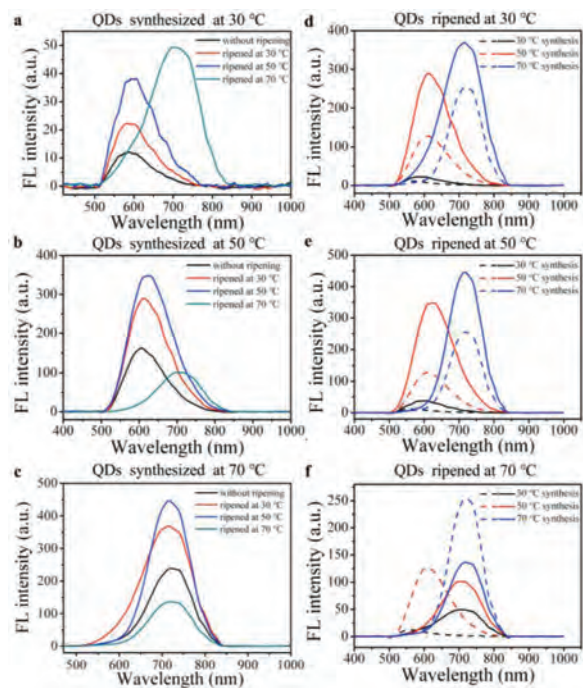 a
QDs synthesized at 30 °C
FL intensity (a.u.)
50
40
30
20
10
0
without ripening
ripened at 30 °C
ripened at 50 °C
ripened at 70 °C
500 600 700 800 900 1000
Wavelength (nm)
d
QDs ripened at 30 °C
FL intensity (a.u.)
400
300
200
100
0
30 °C synthesis
50 °C synthesis
70 °C synthesis
400 500 600 700 800 900 1000
Wavelength (nm)
b
QDs synthesized at 50 °C
FL intensity (a.u.)
300
200
100
0
without ripening
ripened at 30 °C
ripened at 50 °C
ripened at 70 °C
400 500 600 700 800 900 1000
Wavelength (nm)
e
QDs ripened at 50 °C
FL intensity (a.u.)
500
400
300
200
100
0
30 °C synthesis
50 °C synthesis
70 °C synthesis
400 500 600 700 800 900 1000
Wavelength (nm)
c
QDs synthesized at 70 °C
FL intensity (a.u.)
500
400
300
200
100
0
without ripening
ripened at 30 °C
ripened at 50 °C
ripened at 70 °C
500 600 700 800 900 1000
Wavelength (nm)
f
QDs ripened at 70 °C
FL intensity (a.u.)
250
200
150
100
50
0
30 °C synthesis
50 °C synthesis
70 °C synthesis
400 500 600 700 800 900 1000
Wavelength (nm)